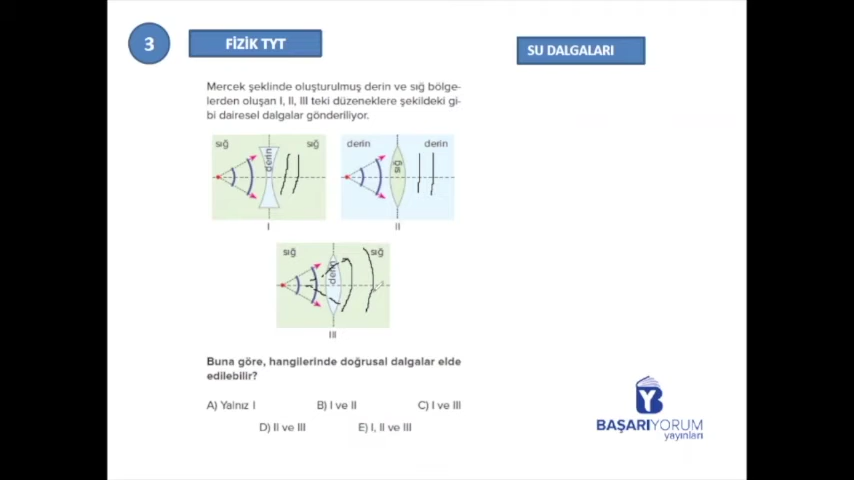 3
FİZİK TYT
SU DALGALARI
Mercek şeklinde oluşturulmuş derin ve sığ bölge-
lerden oluşan I, II, III teki düzeneklere şekildeki gi-
bi dairesel dalgalar gönderiliyor.
sığ
derin
sığ
I
derin
sığ
derin
II
sığ
derin
sığ
III
Buna göre, hangilerinde doğrusal dalgalar elde
edilebilir?
A) Yalnız I B) I ve II C) I ve III
D) II ve III E) I, II ve III
BAŞARIYORUM
yayınları